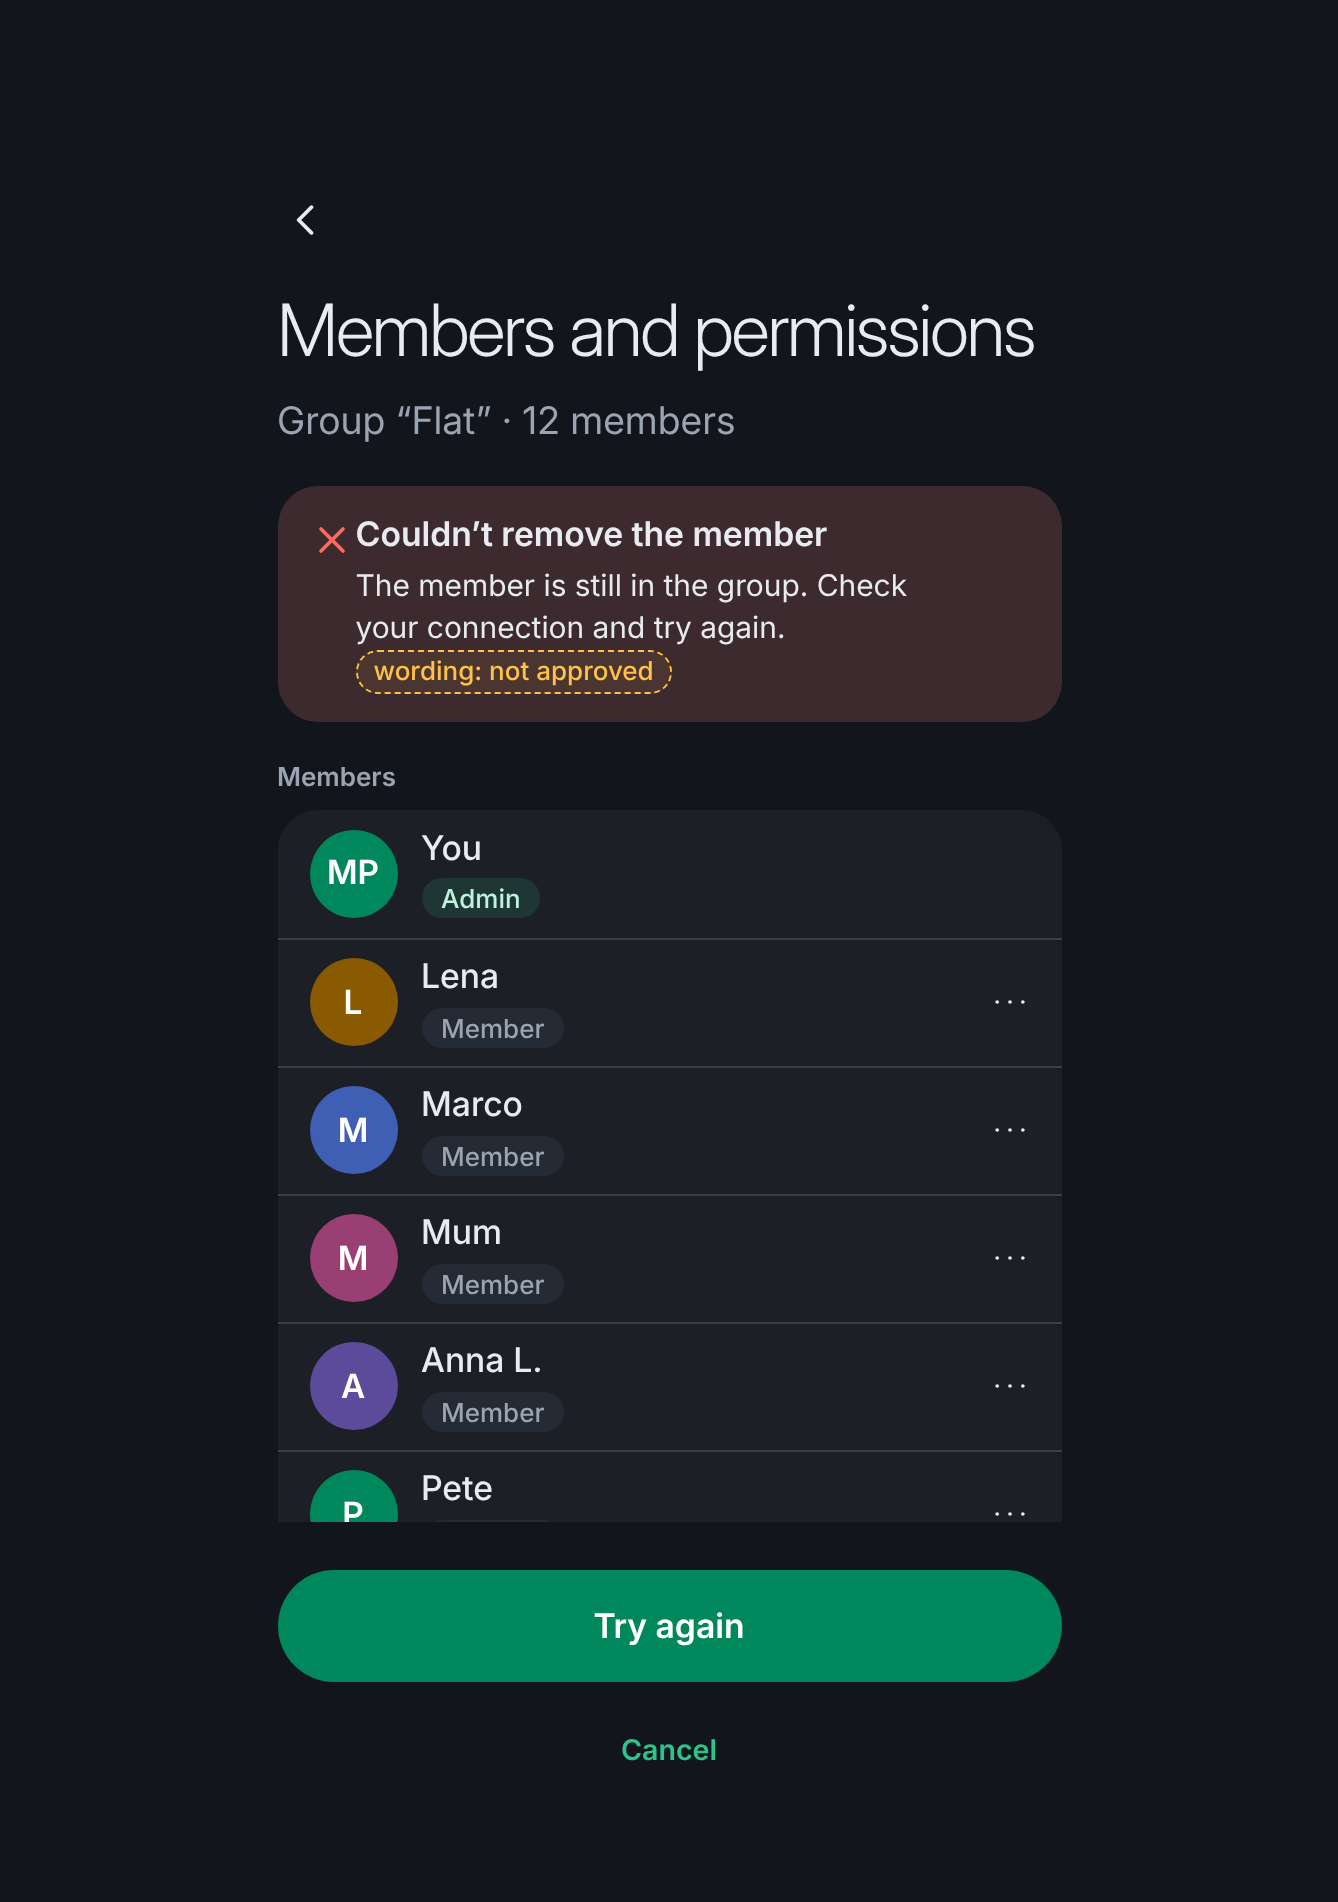 Members and permissions
Group “Flat” · 12 members
Couldn’t remove the member
The member is still in the group. Check
your connection and try again.
wording: not approved
Members
MP
You
Admin
L
Lena
Member
M
Marco
Member
M
Mum
Member
A
Anna L.
Member
P
Pete
Try again
Cancel